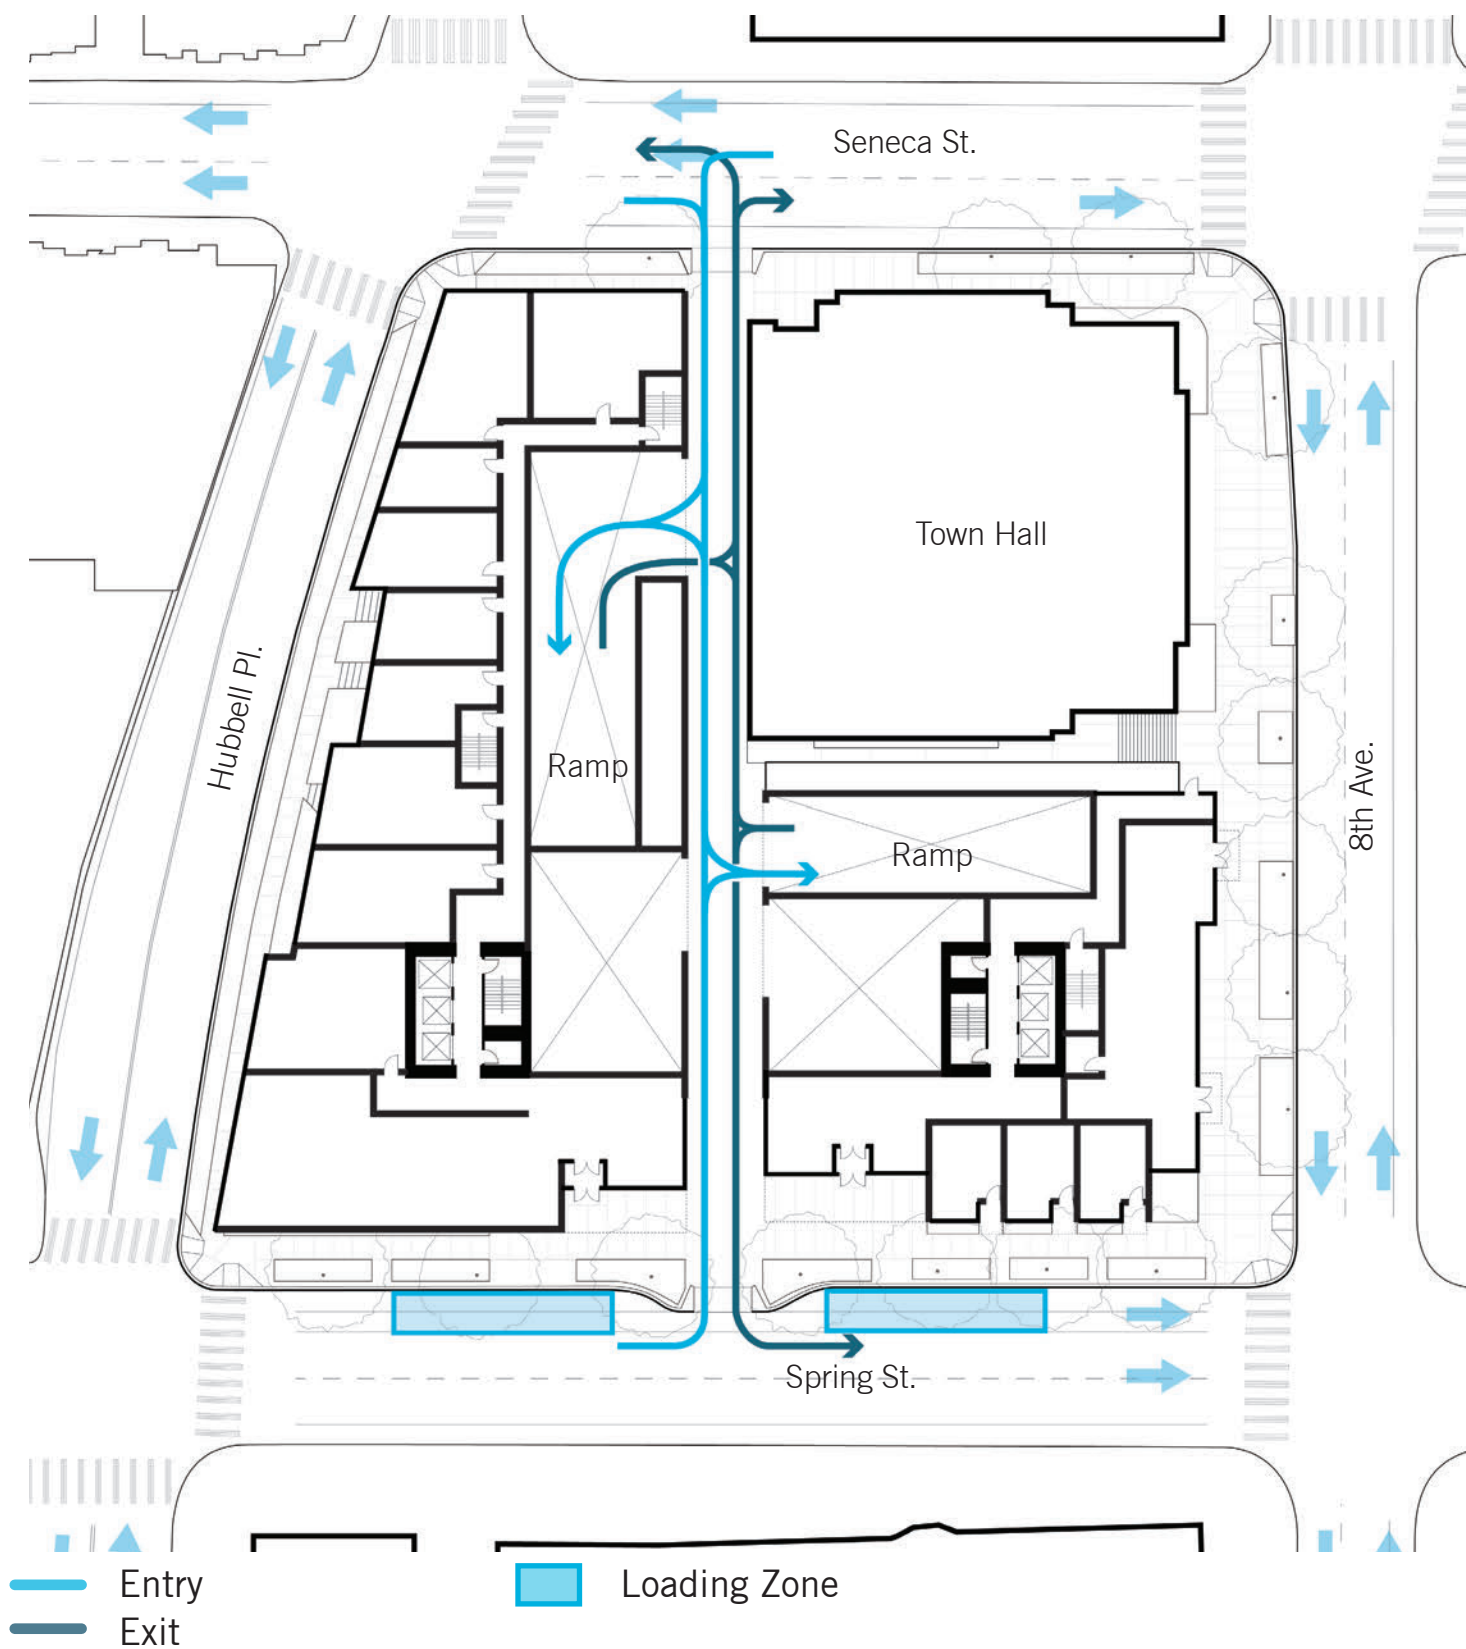 Seneca St.
Town Hall
Hubbell Pl.
Ramp
8th Ave.
Ramp
Spring St.
Entry
Loading Zone
Exit